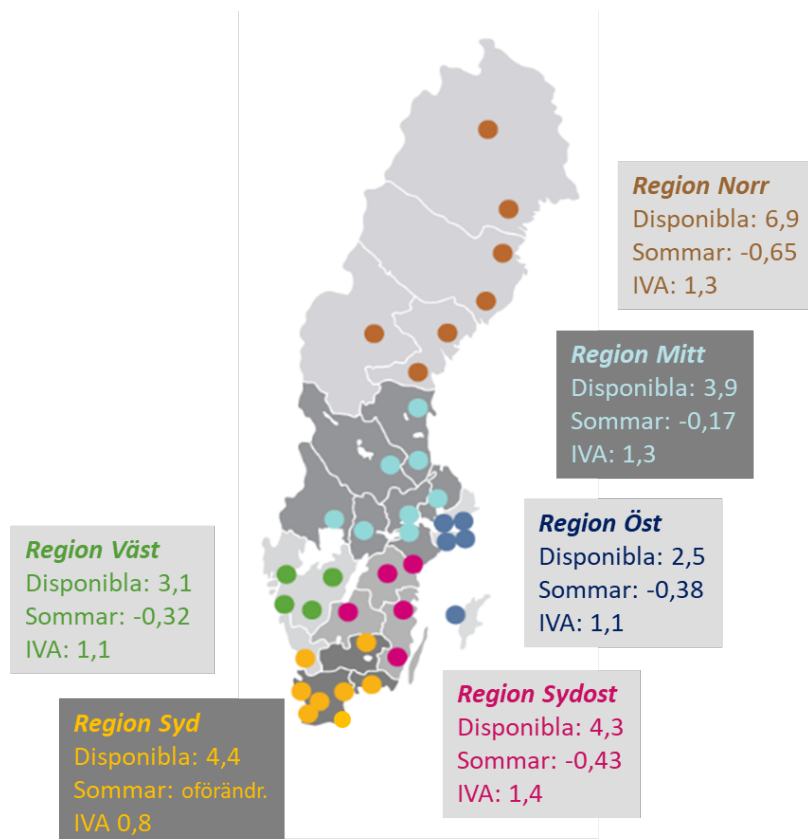 Region Norr
Disponibla: 6,9
Sommar: -0,65
IVA: 1,3
Region Mitt
Disponibla: 3,9
Sommar: -0,17
IVA: 1,3
Region Öst
Disponibla: 2,5
Sommar: -0,38
IVA: 1,1
Region Väst
Disponibla: 3,1
Sommar: -0,32
IVA: 1,1
Region Sydost
Disponibla: 4,3
Sommar: -0,43
IVA: 1,4
Region Syd
Disponibla: 4,4
Sommar: oförändr.
IVA 0,8